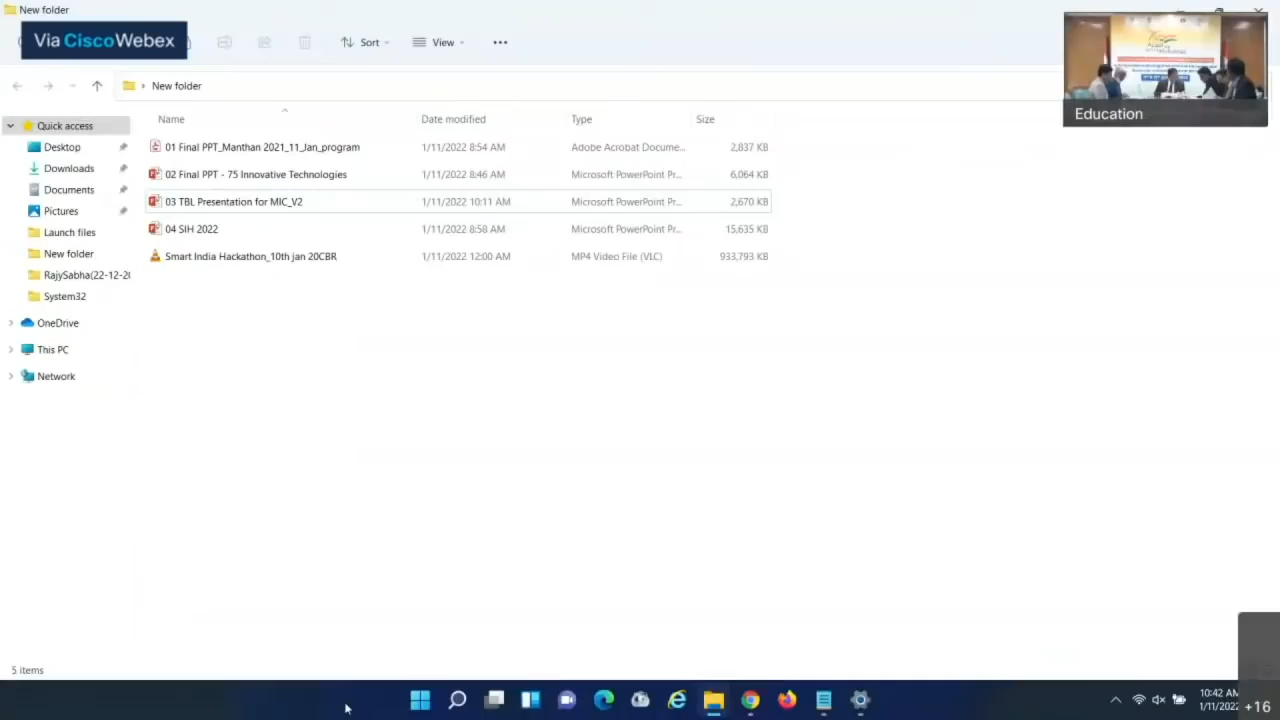 New folder
Via CiscoWebex
Sort
View
New folder
Education
Name
Date modified
Type
Size
Quick access
Desktop
Downloads
Documents
Pictures
Launch files
New folder
RajySabha(22-12-20
System32
OneDrive
This PC
Network
01 Final PPT_Manthan 2021_11_Jan_program 1/11/2022 8:54 AM Adobe Acrobat Docume... 2,837 KB
02 Final PPT - 75 Innovative Technologies 1/11/2022 8:46 AM Microsoft PowerPoint Pr... 6,064 KB
03 TBL Presentation for MIC_V2 1/11/2022 10:11 AM Microsoft PowerPoint Pr... 2,670 KB
04 SIH 2022 1/11/2022 8:58 AM Microsoft PowerPoint Pr... 15,635 KB
Smart India Hackathon_10th jan 20CBR 1/11/2022 12:00 AM MP4 Video File (VLC) 933,793 KB
5 items
10:42 AM
1/11/2022
+16